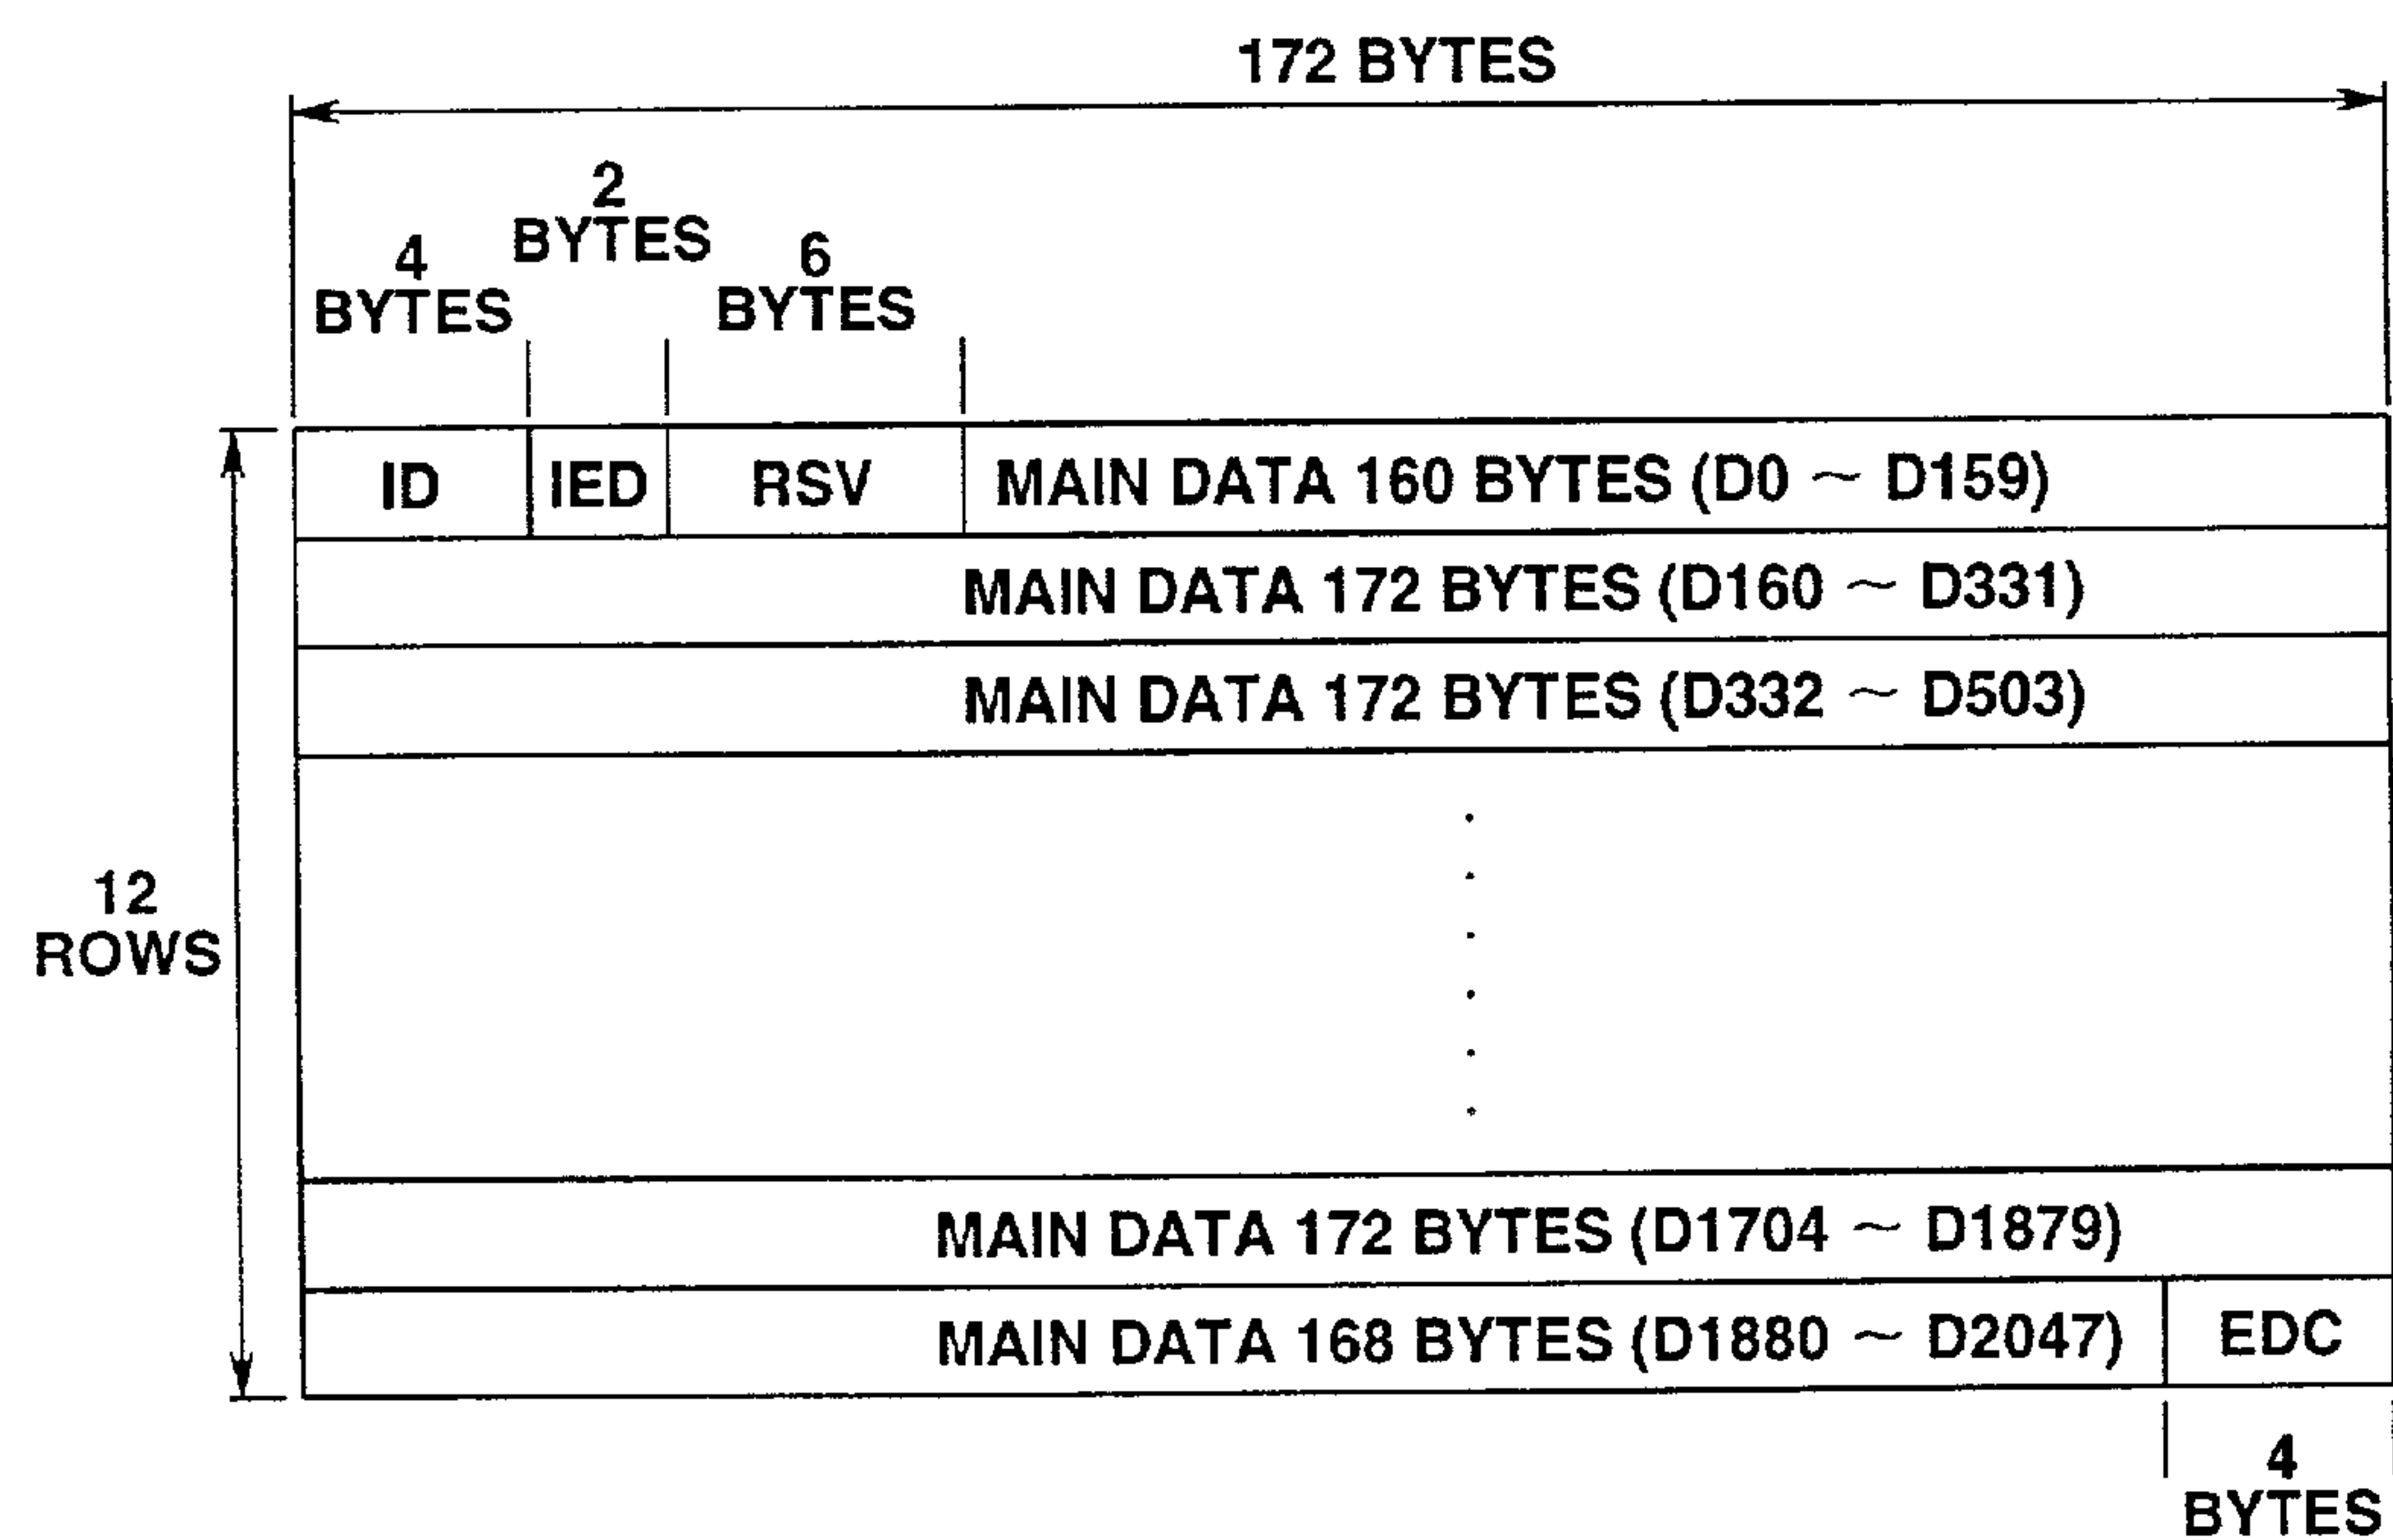 172 BYTES
2
BYTES
4
BYTES
6
BYTES
ID
IED
RSV
MAIN DATA 160 BYTES (D0 ~ D159)
MAIN DATA 172 BYTES (D160 ~ D331)
MAIN DATA 172 BYTES (D332 ~ D503)
12
ROWS
MAIN DATA 172 BYTES (D1704 ~ D1879)
MAIN DATA 168 BYTES (D1880 ~ D2047)
EDC
4
BYTES